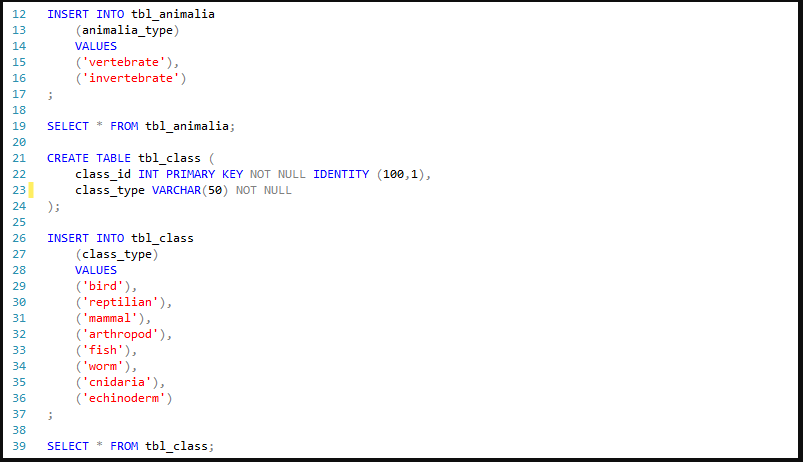 12 INSERT INTO tbl_animalia
13 (animalia_type)
14 VALUES
15 ('vertebrate'),
16 ('invertebrate')
17 ;
18
19 SELECT * FROM tbl_animalia;
20
21 CREATE TABLE tbl_class (
22 class_id INT PRIMARY KEY NOT NULL IDENTITY (100,1),
23 class_type VARCHAR(50) NOT NULL
24 );
25
26 INSERT INTO tbl_class
27 (class_type)
28 VALUES
29 ('bird'),
30 ('reptilian'),
31 ('mammal'),
32 ('arthropod'),
33 ('fish'),
34 ('worm'),
35 ('cnidaria'),
36 ('echinoderm')
37 ;
38
39 SELECT * FROM tbl_class;